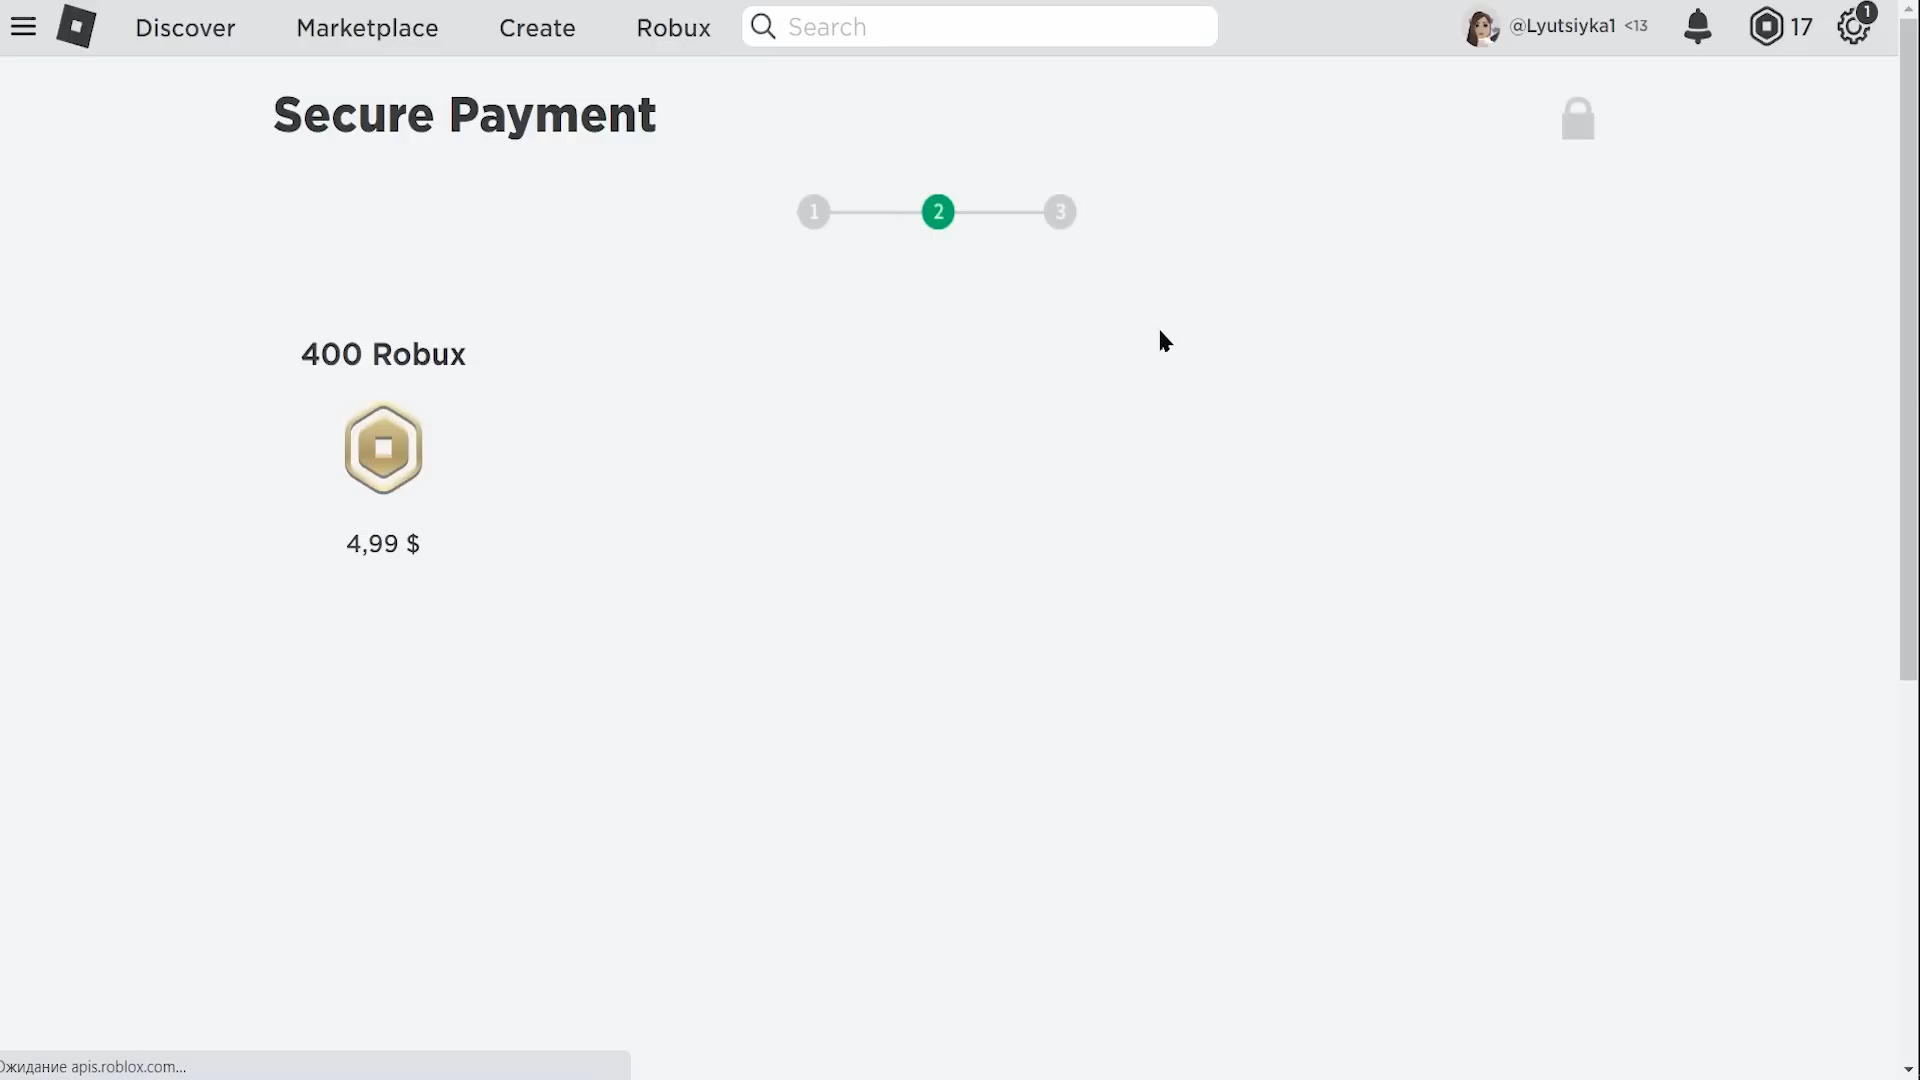 Discover Marketplace Create Robux Search @Lyutsiyka1 <13 17 1
Secure Payment
1 2 3
400 Robux
4,99 $
Ожидание apis.roblox.com...